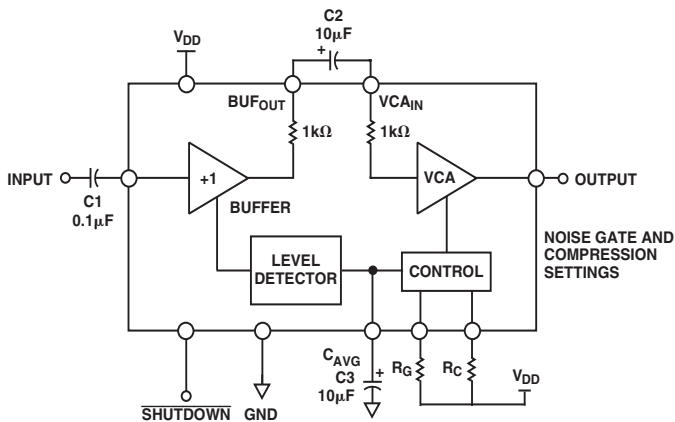 C2
10μF
+
V_DD
BUF_OUT
VCA_IN
1kΩ
1kΩ
INPUT
C1
0.1μF
+1
BUFFER
VCA
OUTPUT
LEVEL
DETECTOR
CONTROL
NOISE GATE AND
COMPRESSION
SETTINGS
SHUTDOWN
GND
C_AVG
C3
10μF
+
R_G
R_C
V_DD